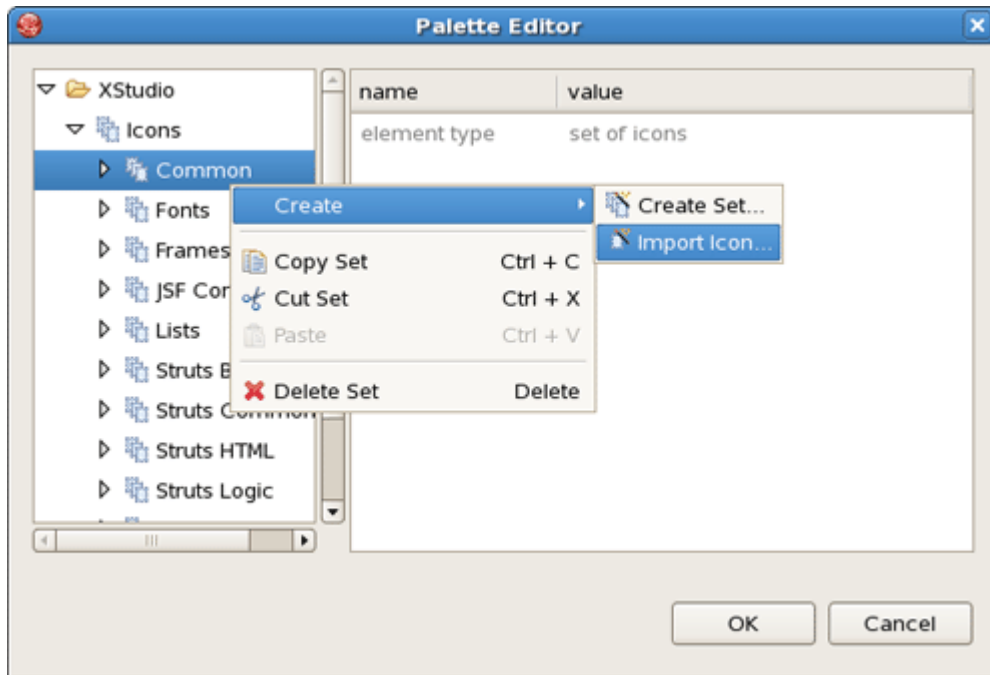 Palette Editor
XStudio
name value
Icons
element type set of icons
Common
Create
Create Set...
Fonts
Import Icon...
Frames
Copy Set Ctrl + C
JSF Cor
Cut Set Ctrl + X
Lists
Paste Ctrl + V
Struts B
Delete Set Delete
Struts Common
Struts HTML
Struts Logic
OK Cancel